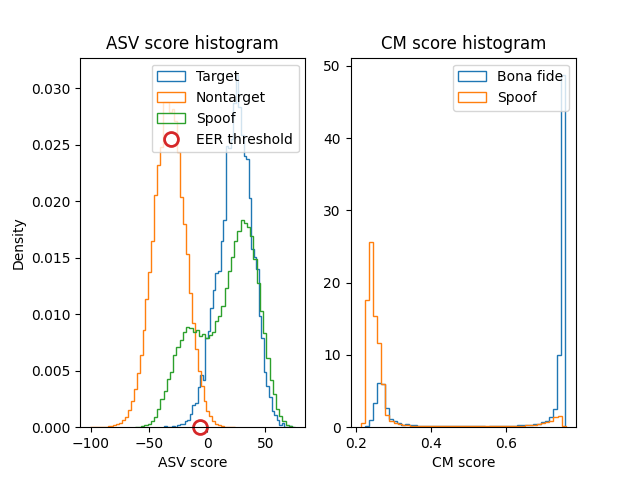 ASV score histogram
Target
Nontarget
Spoof
EER threshold
0.030
0.025
0.020
0.015
0.010
0.005
0.000
Density
−100
−50
0
50
ASV score
CM score histogram
Bona fide
Spoof
50
40
30
20
10
0
0.2
0.4
0.6
CM score